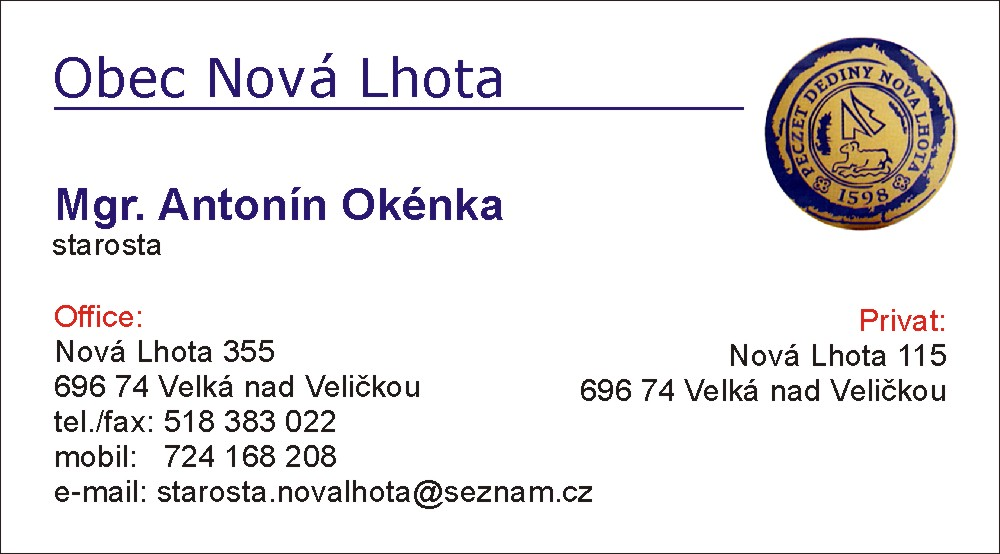 Obec Nová Lhota
PECZET DEDINY NOVA LHOTA
1598
Mgr. Antonín Okénka
starosta
Office:
Nová Lhota 355
696 74 Velká nad Veličkou
tel./fax: 518 383 022
mobil: 724 168 208
e-mail: starosta.novalhota@seznam.cz
Privat:
Nová Lhota 115
696 74 Velká nad Veličkou